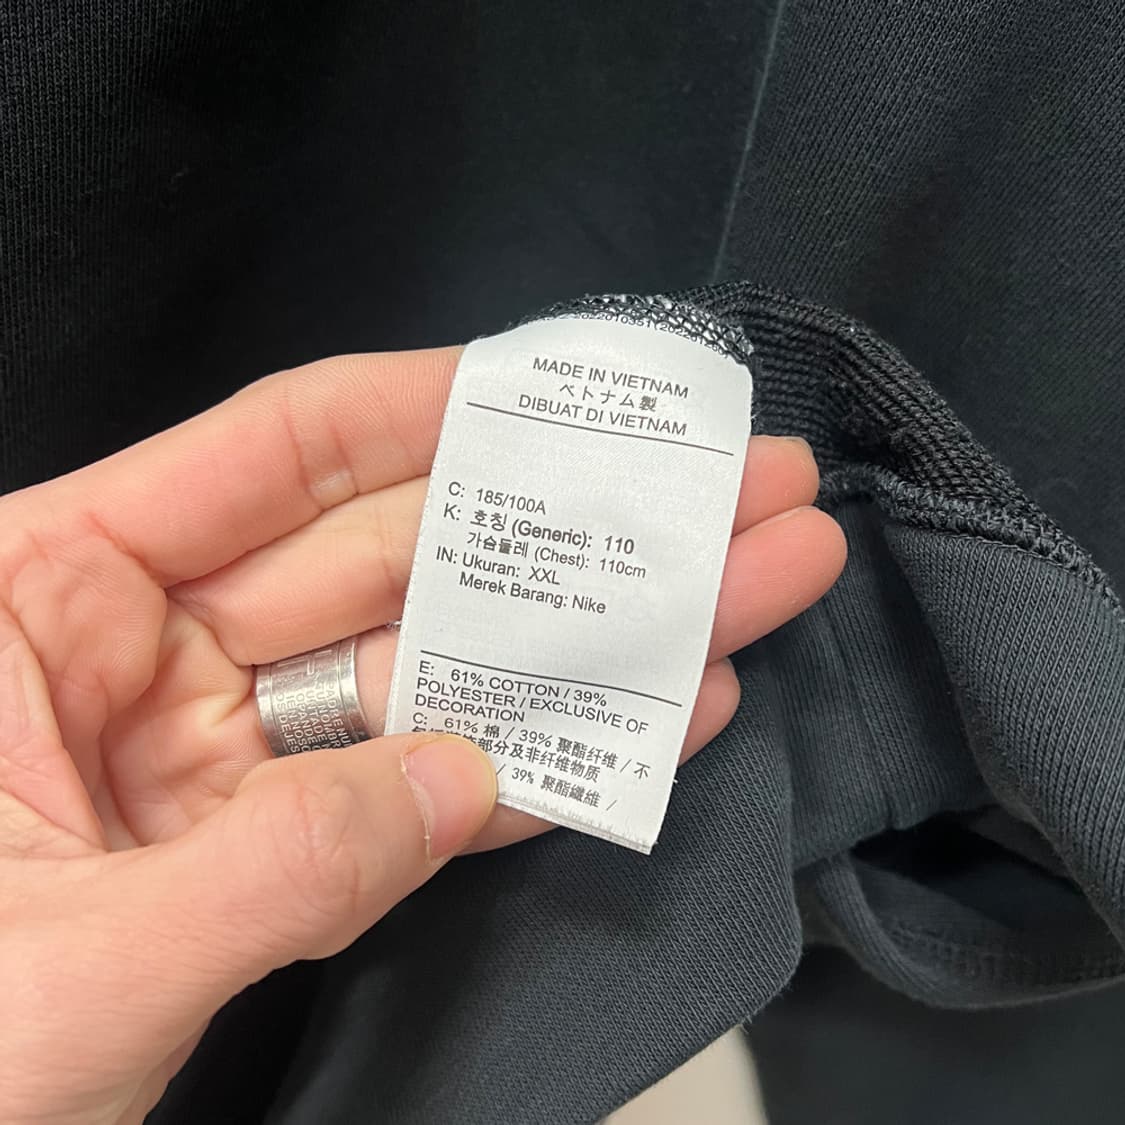 MADE IN VIETNAM
ベトナム製
DIBUAT DI VIETNAM
C: 185/100A
K: 호칭 (Generic): 110
가슴둘레 (Chest): 110cm
IN: Ukuran: XXL
Merek Barang: Nike
E: 61% COTTON / 39%
POLYESTER / EXCLUSIVE OF
DECORATION
C: 61% 棉 / 39% 聚酯纤维 / 不
部分及非纤维物质
/ 39% 聚酯纖維 /